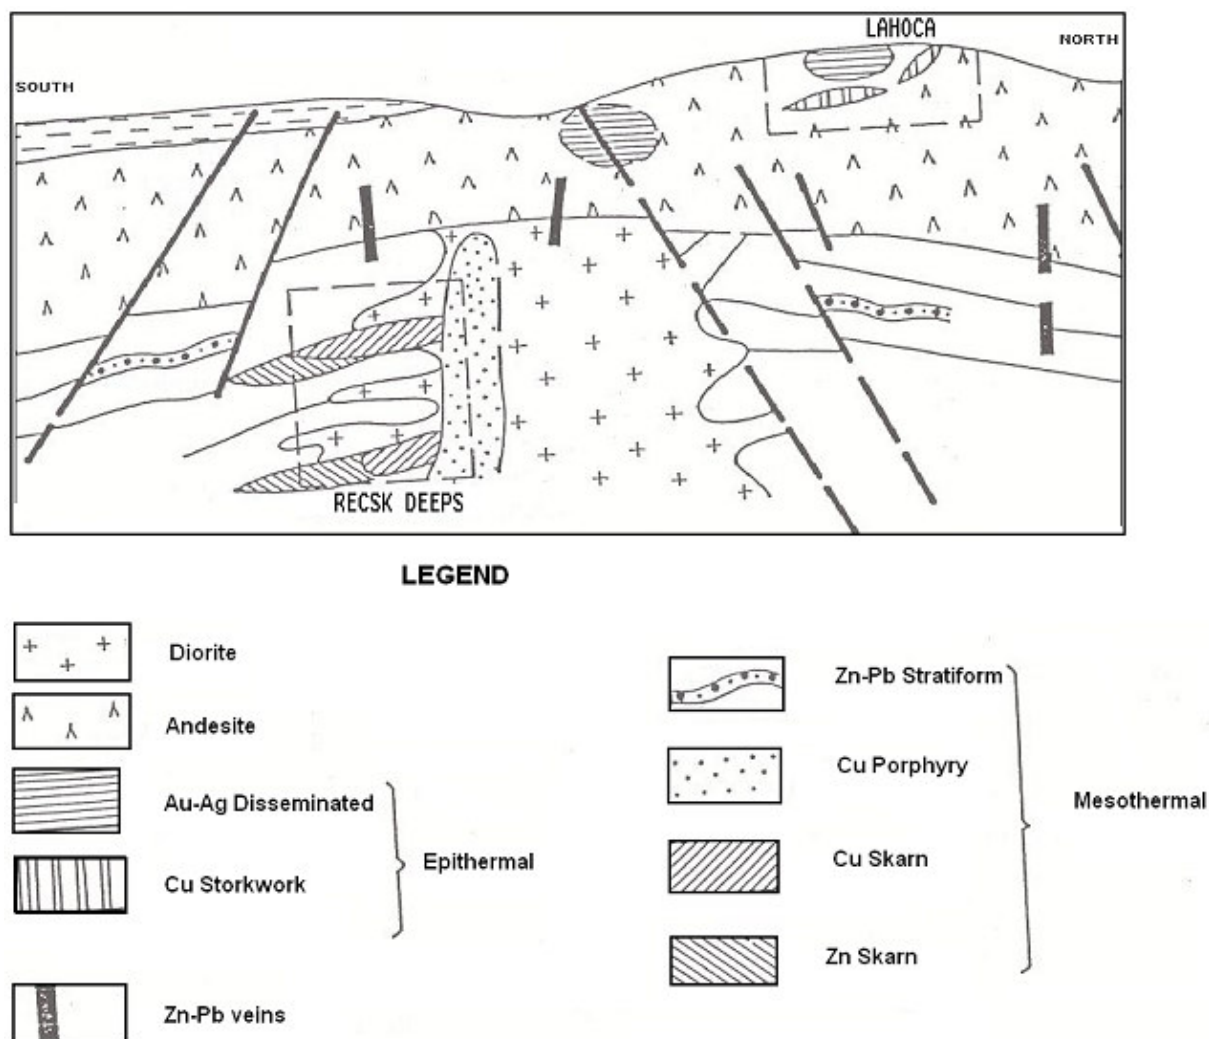 LAHOCA
NORTH
SOUTH
RECSK DEEPS
LEGEND
Diorite
Andesite
Au-Ag Disseminated
Cu Storkwork
Epithermal
Zn-Pb veins
Zn-Pb Stratiform
Cu Porphyry
Cu Skarn
Zn Skarn
Mesothermal